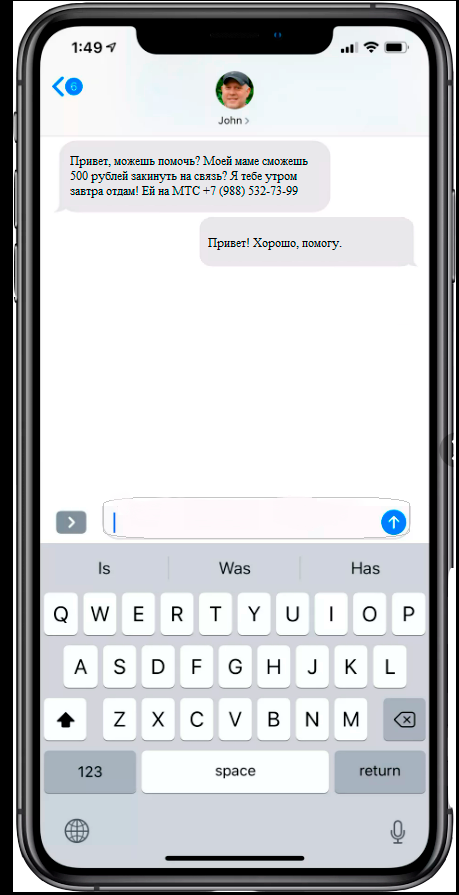 1:49
6
John
Привет, можешь помочь? Моей маме сможешь
500 рублей закинуть на связь? Я тебе утром
завтра отдам! Ей на МТС +7 (988) 532-73-99
Привет! Хорошо, помогу.
Is Was Has
Q W E R T Y U I O P
A S D F G H J K L
Z X C V B N M
123 space return